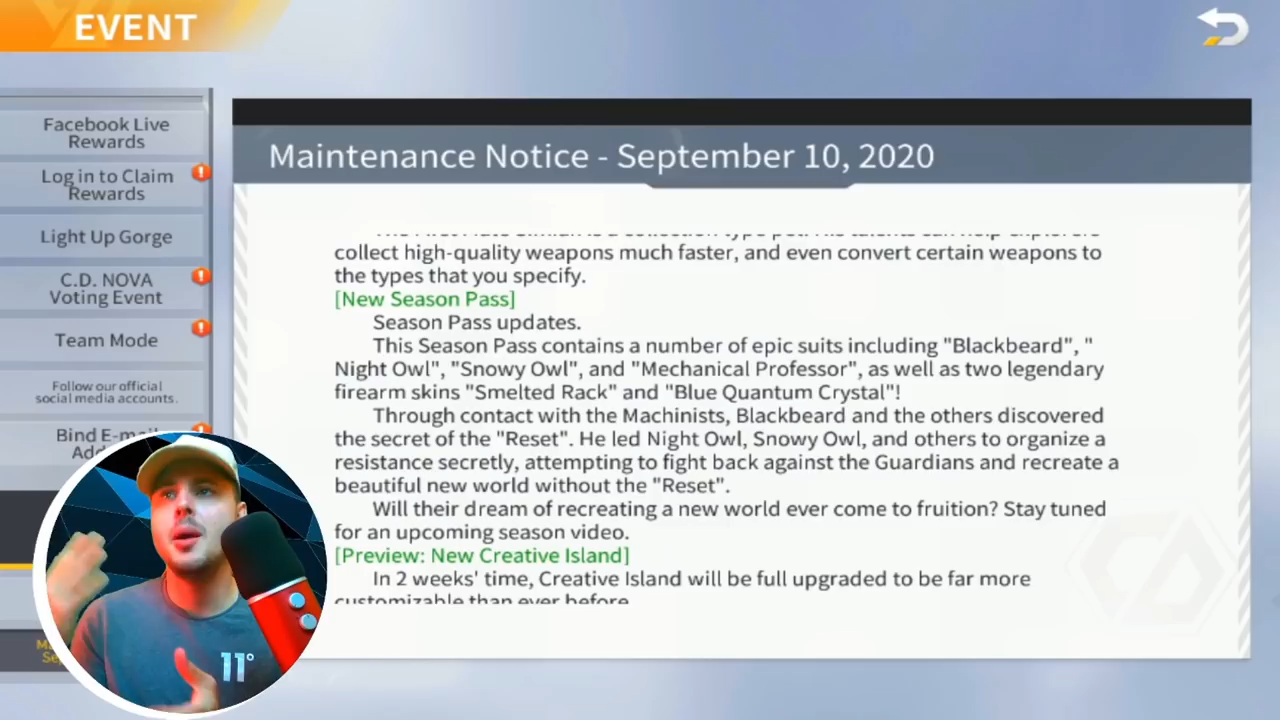 EVENT
Facebook Live
Rewards
Log in to Claim
Rewards
Light Up Gorge
C.D. NOVA
Voting Event
Team Mode
Follow our official
social media accounts.
Bind E-m
Maintenance Notice - September 10, 2020
collect high-quality weapons much faster, and even convert certain weapons to
the types that you specify.
[New Season Pass]
Season Pass updates.
This Season Pass contains a number of epic suits including "Blackbeard", "
Night Owl", "Snowy Owl", and "Mechanical Professor", as well as two legendary
firearm skins "Smelted Rack" and "Blue Quantum Crystal"!
Through contact with the Machinists, Blackbeard and the others discovered
the secret of the "Reset". He led Night Owl, Snowy Owl, and others to organize a
resistance secretly, attempting to fight back against the Guardians and recreate a
beautiful new world without the "Reset".
Will their dream of recreating a new world ever come to fruition? Stay tuned
for an upcoming season video.
[Preview: New Creative Island]
In 2 weeks' time, Creative Island will be full upgraded to be far more
customizable than ever before
11°